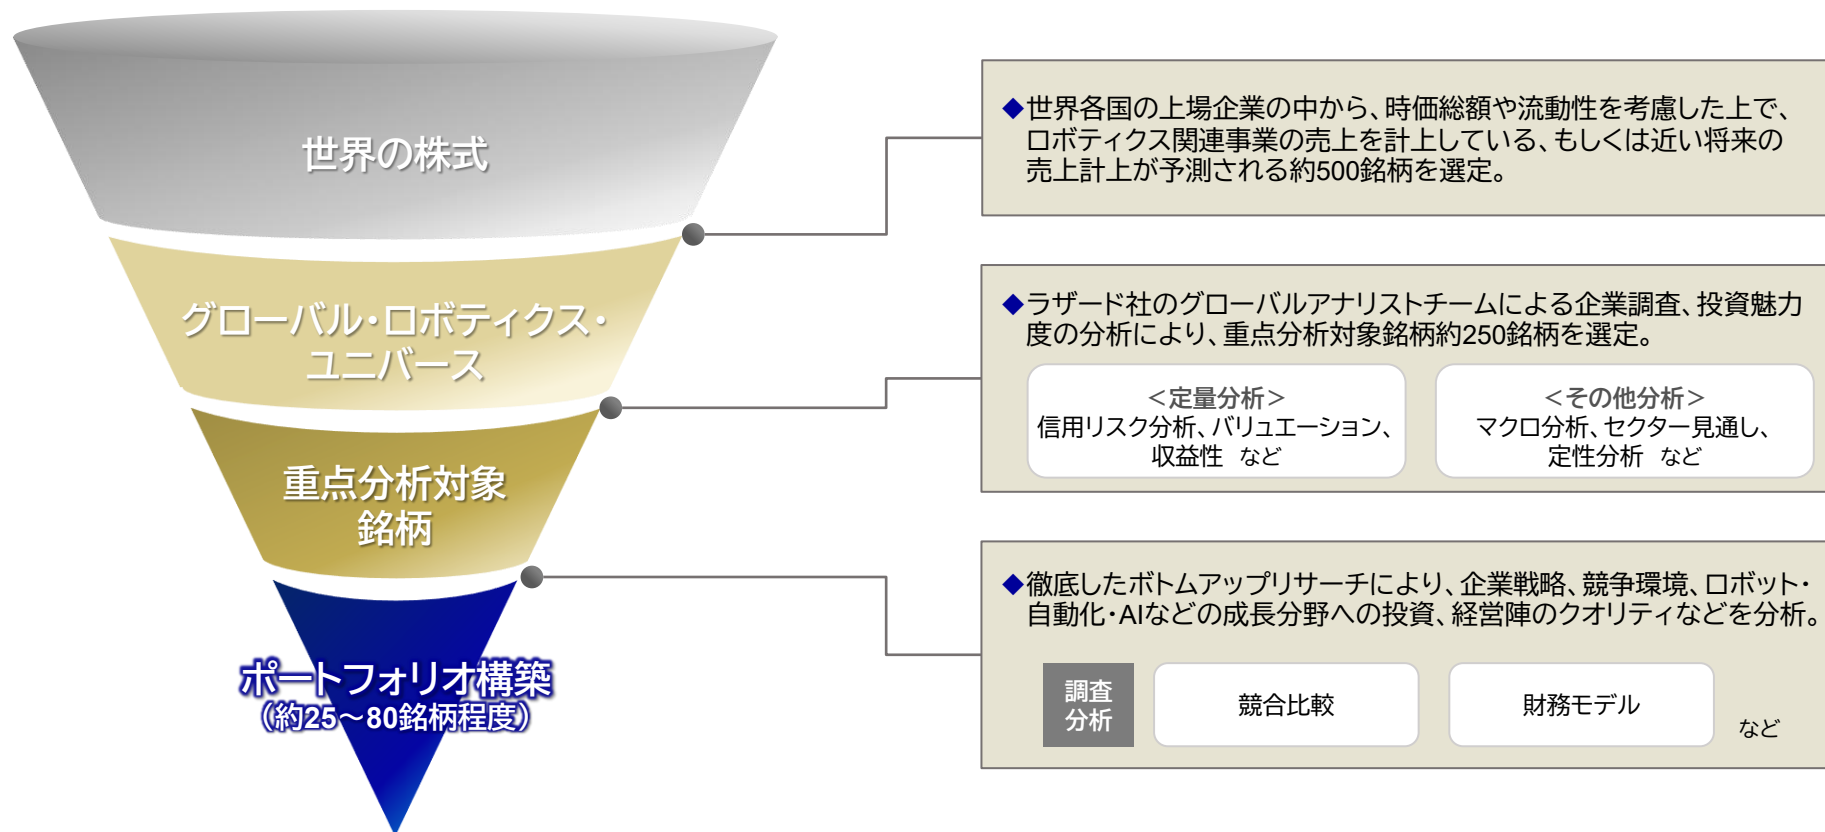 世界の株式
グローバル・ロボティクス・
ユニバース
重点分析対象
銘柄
ポートフォリオ構築
（約25～80銘柄程度）
◆世界各国の上場企業の中から、時価総額や流動性を考慮した上で、
ロボティクス関連事業の売上を計上している、もしくは近い将来の
売上計上が予測される約500銘柄を選定。
◆ラザード社のグローバルアナリストチームによる企業調査、投資魅力
度の分析により、重点分析対象銘柄約250銘柄を選定。
＜定量分析＞
信用リスク分析、バリュエーション、
収益性 など
＜その他分析＞
マクロ分析、セクター見通し、
定性分析 など
◆徹底したボトムアップリサーチにより、企業戦略、競争環境、ロボット・
自動化・AIなどの成長分野への投資、経営陣のクオリティなどを分析。
調査
分析
競合比較
財務モデル
など